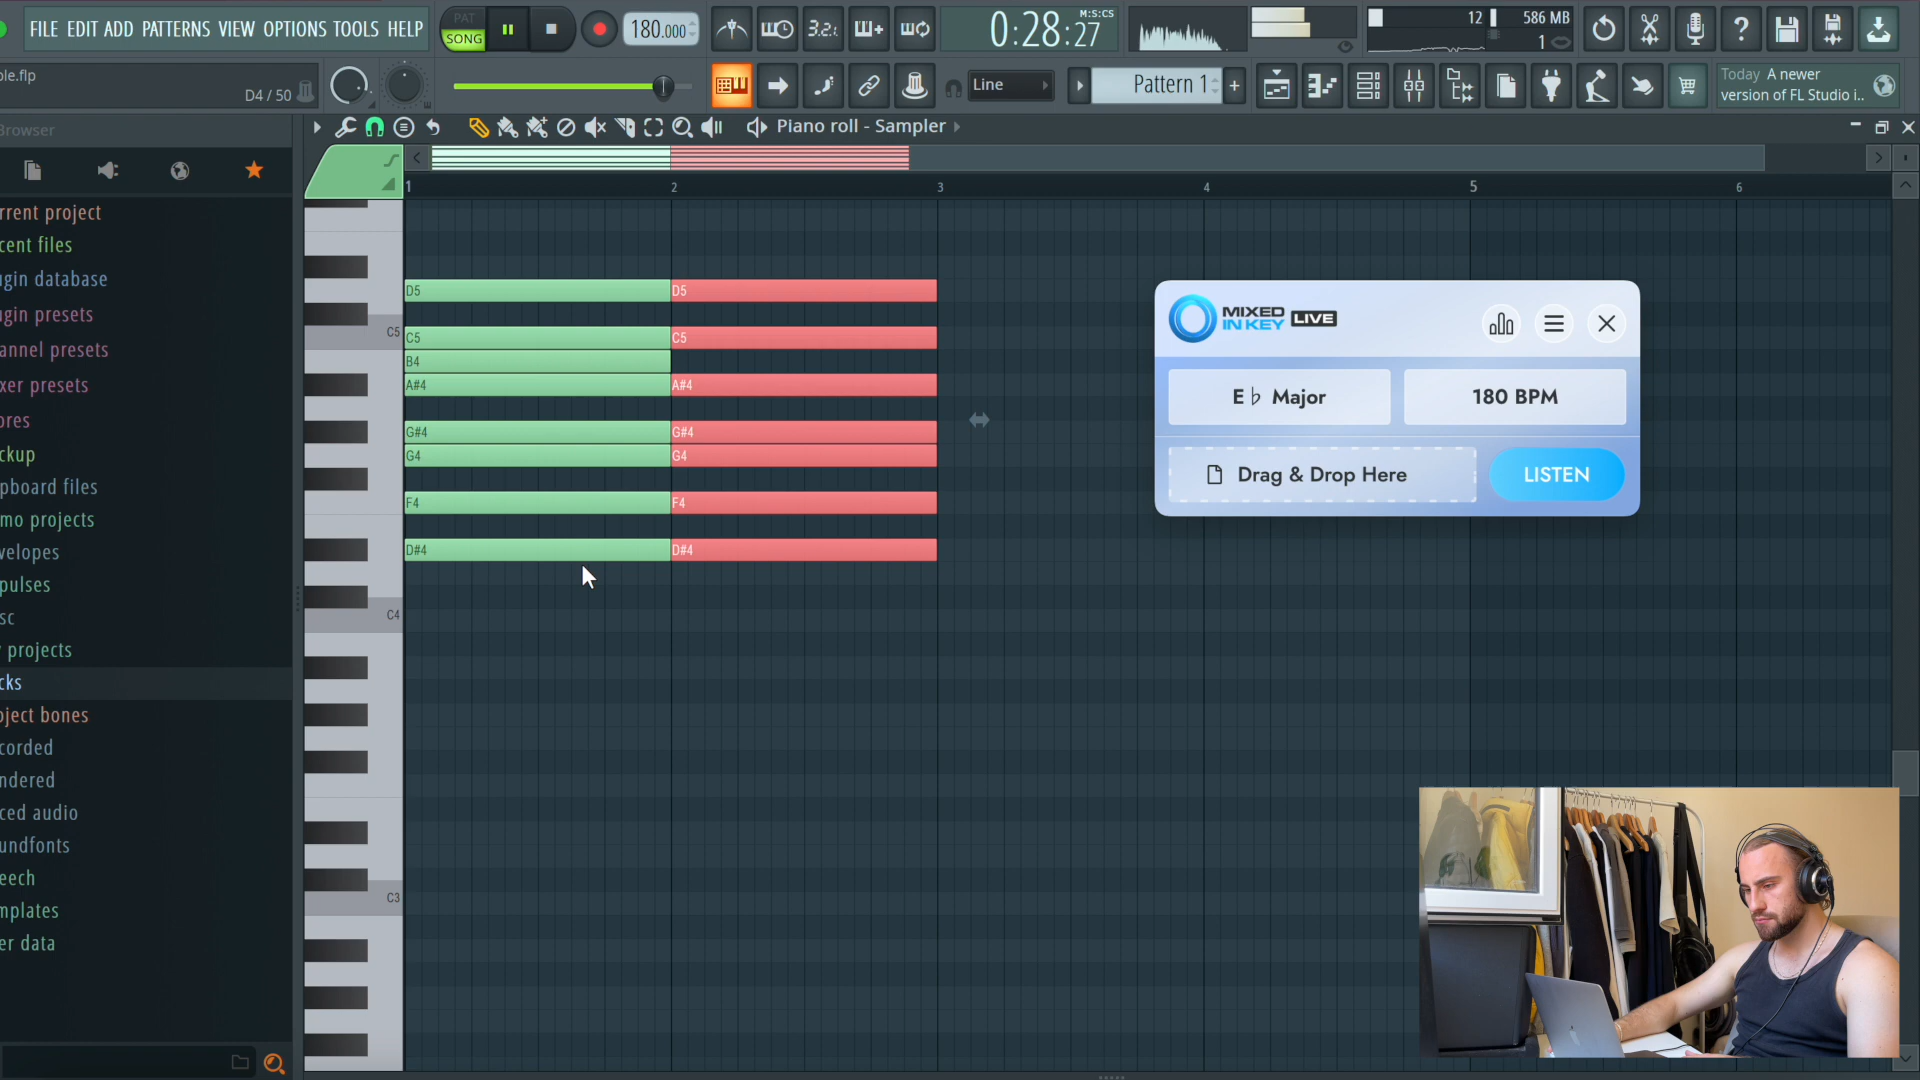 FILE EDIT ADD PATTERNS VIEW OPTIONS TOOLS HELP
PAT
SONG
180.000
3.2.
0:28:27
M:S:CS
12
586 MB
1
ole.flp
D4 / 50
Line
Pattern 1
Today A newer
version of FL Studio i..
Browser
Piano roll - Sampler
1
2
3
4
5
6
rrent project
cent files
ugin database
ugin presets
annel presets
xer presets
ores
ckup
pboard files
mo projects
velopes
pulses
sc
projects
cks
oject bones
corded
ndered
ced audio
undfonts
eech
mplates
er data
C5
C4
C3
D5
D5
C5
C5
B4
A#4
A#4
G#4
G#4
G4
G4
F4
F4
D#4
D#4
MIXED
IN KEY LIVE
E♭ Major
180 BPM
Drag & Drop Here
LISTEN